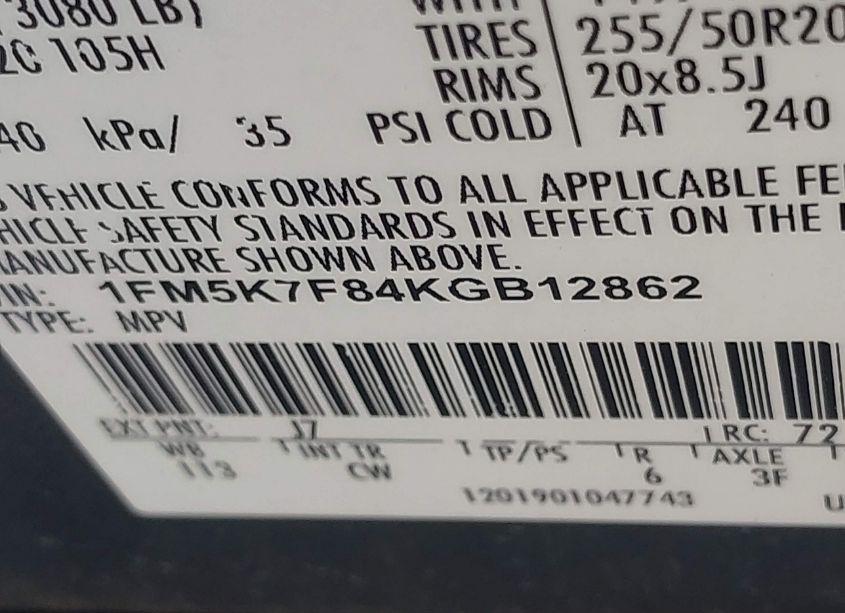 3080 LB)
105H
TIRES 255/50R20
RIMS 20x8.5J
kPa/ 35 PSI COLD AT 240
VEHICLE CONFORMS TO ALL APPLICABLE FE
HICLE SAFETY STANDARDS IN EFFECT ON THE
ANUFACTURE SHOWN ABOVE.
IN: 1FM5K7F84KGB12862
TYPE: MPV
EXT PNT: J7 RC: 72
WB INT TR TP/PS R AXLE
113 CW 6 3F
1201901047743 U